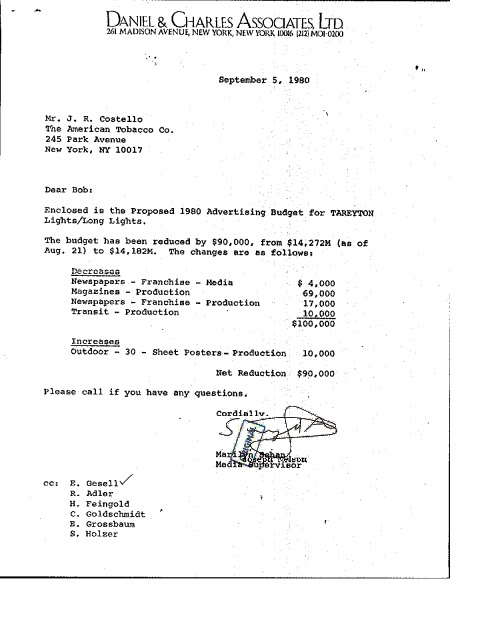 DANIEL & CHARLES ASSOCIATES, LTD.
261 MADISON AVENUE, NEW YORK, NEW YORK 10016 (212) MO1-0200
September 5, 1980
Mr. J. R. Costello
The American Tobacco Co.
245 Park Avenue
New York, NY 10017
Dear Bob:
Enclosed is the Proposed 1980 Advertising Budget for TAREYTON
Lights/Long Lights.
The budget has been reduced by $90,000, from $14,272M (as of
Aug. 21) to $14,182M. The changes are as follows:
Decreases
Newspapers - Franchise - Media $ 4,000
Magazines - Production 69,000
Newspapers - Franchise - Production 17,000
Transit - Production 10,000
$100,000
Increases
Outdoor - 30 - Sheet Posters - Production 10,000
Net Reduction $90,000
Please call if you have any questions.
Cordially,
Joseph Nelson
Media Supervisor
cc: E. Gesell
R. Adler
H. Feingold
C. Goldschmidt
E. Grossbaum
S. Holzer